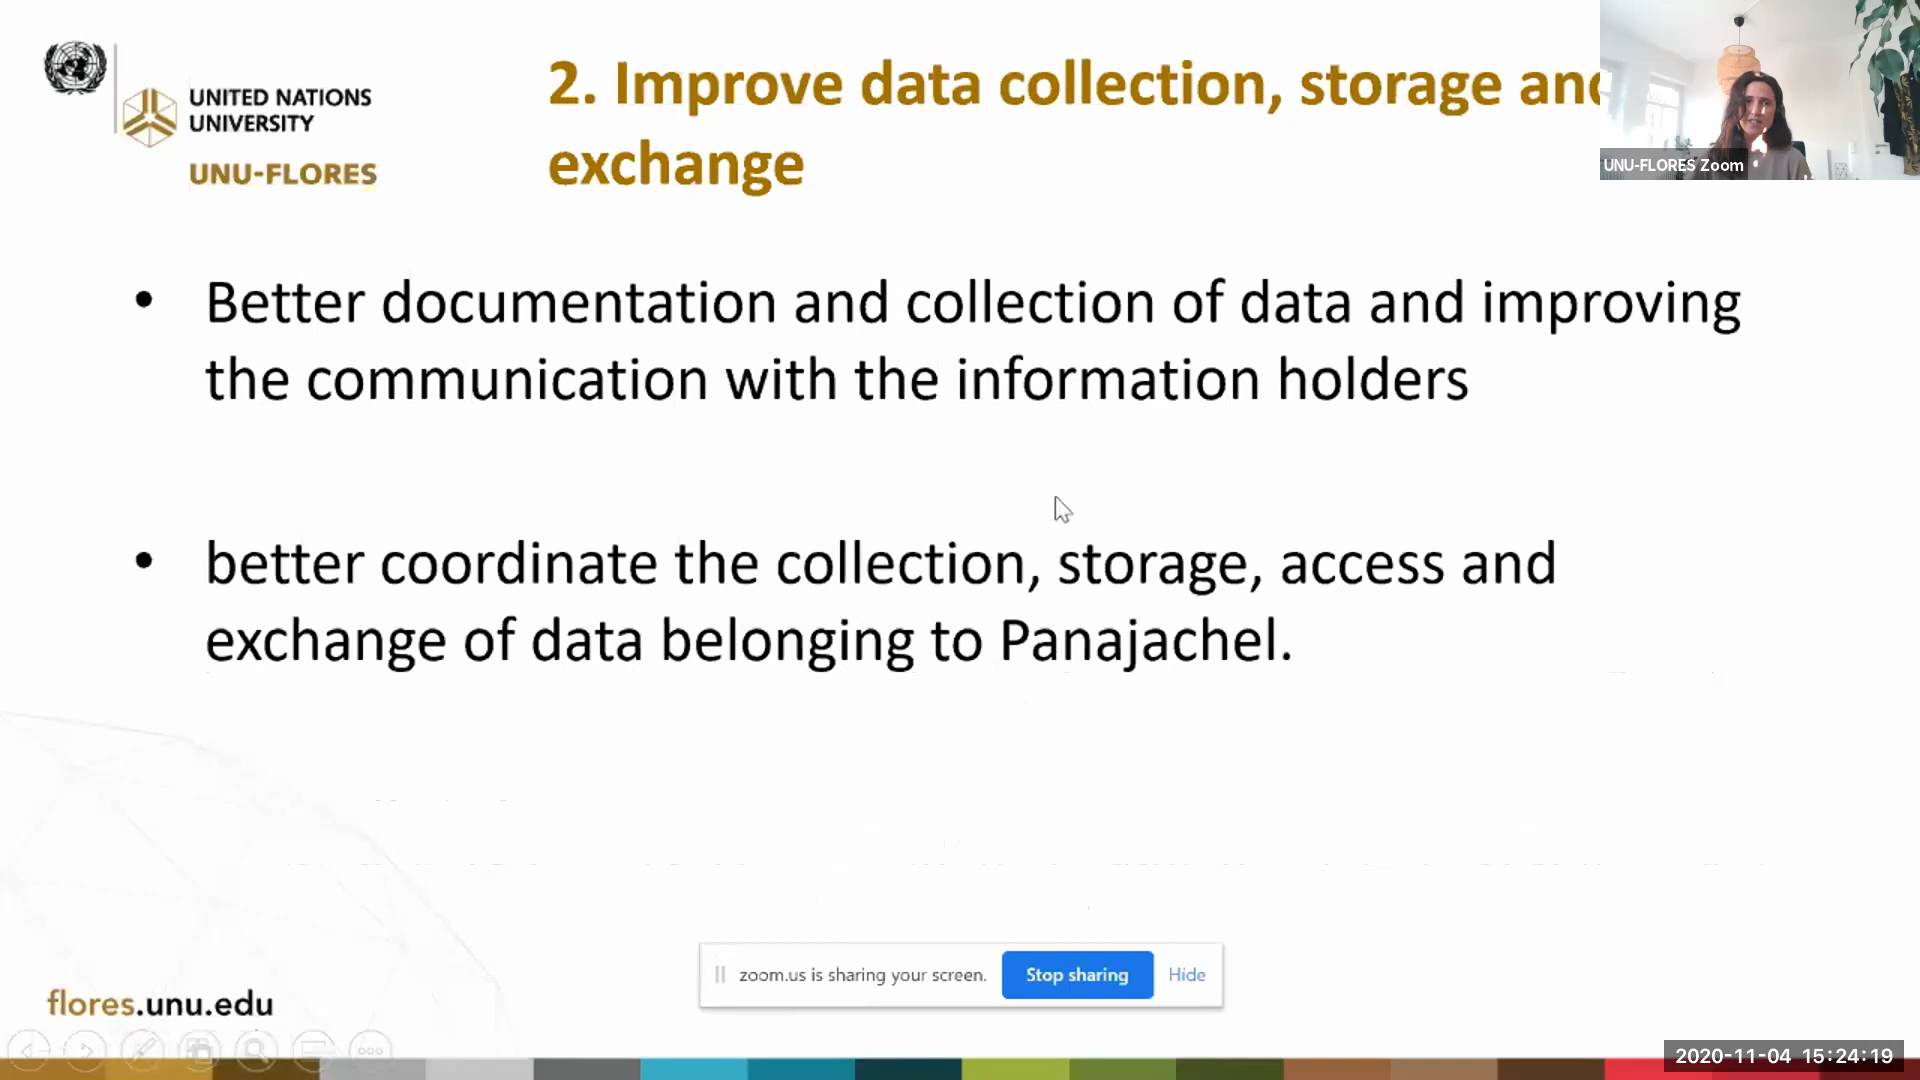 UNITED NATIONS
UNIVERSITY
UNU-FLORES
2. Improve data collection, storage and
exchange
UNU-FLORES Zoom
• Better documentation and collection of data and improving
the communication with the information holders
• better coordinate the collection, storage, access and
exchange of data belonging to Panajachel.
zoom.us is sharing your screen. Stop sharing Hide
flores.unu.edu
2020-11-04 15:24:19